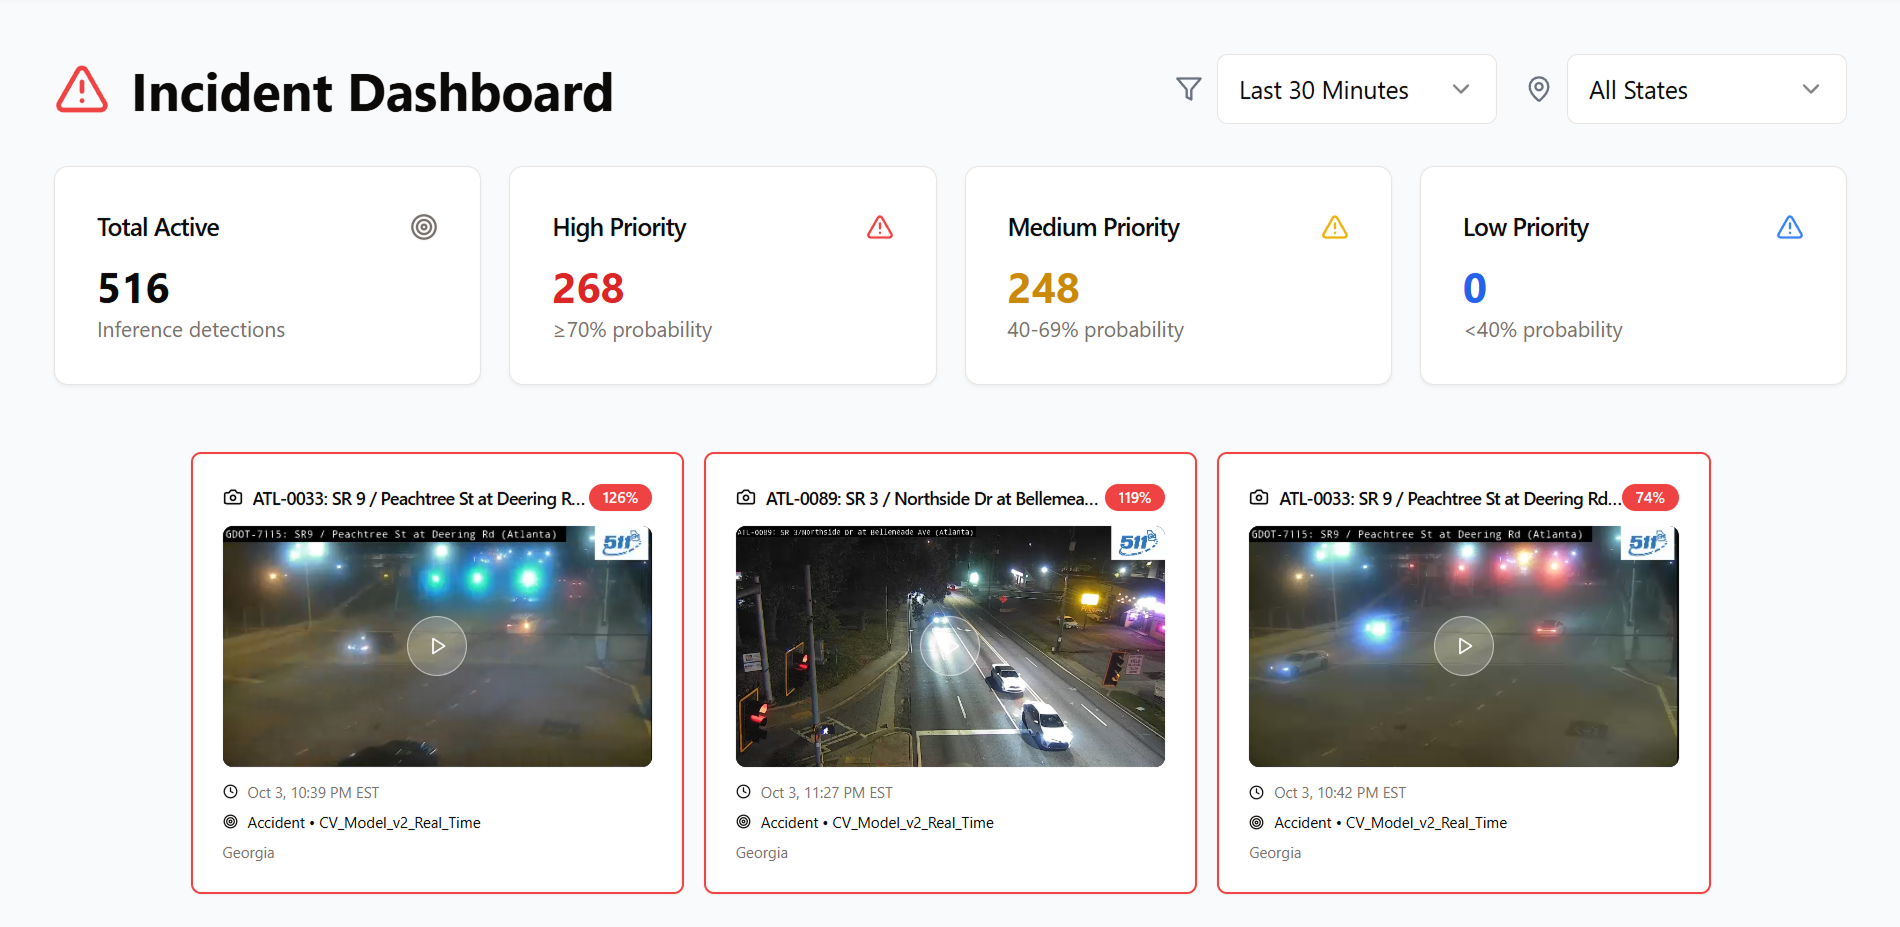 Incident Dashboard
Last 30 Minutes
All States
Total Active
516
Inference detections
High Priority
268
≥70% probability
Medium Priority
248
40-69% probability
Low Priority
0
<40% probability
ATL-0033: SR 9 / Peachtree St at Deering R...
126%
GDOT-7115: SR9 / Peachtree St at Deering Rd (Atlanta)
511
Oct 3, 10:39 PM EST
Accident • CV_Model_v2_Real_Time
Georgia
ATL-0089: SR 3 / Northside Dr at Bellemea...
119%
ATL-0089: SR 3/Northside Dr at Belleneade Ave (Atlanta)
511
Oct 3, 11:27 PM EST
Accident • CV_Model_v2_Real_Time
Georgia
ATL-0033: SR 9 / Peachtree St at Deering Rd...
74%
GDOT-7115: SR9 / Peachtree St at Deering Rd (Atlanta)
511
Oct 3, 10:42 PM EST
Accident • CV_Model_v2_Real_Time
Georgia